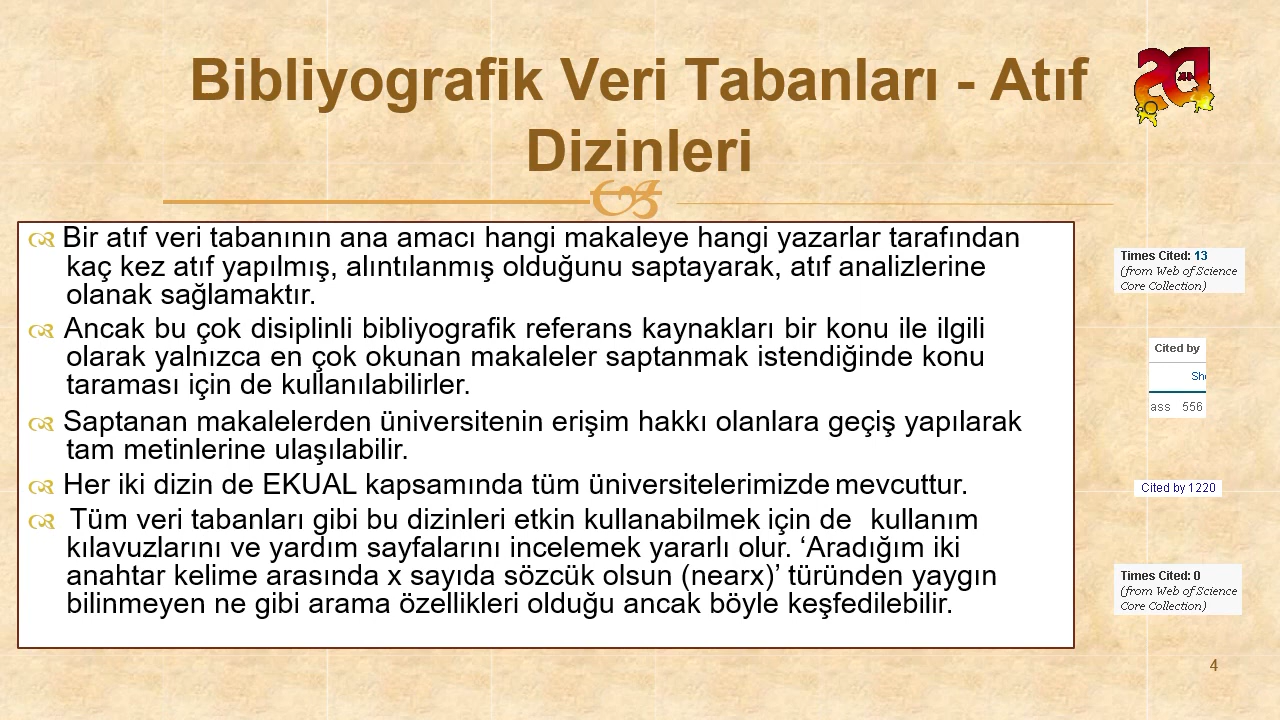 Bibliyografik Veri Tabanları - Atıf
Dizinleri
Bir atıf veri tabanının ana amacı hangi makaleye hangi yazarlar tarafından
kaç kez atıf yapılmış, alıntılanmış olduğunu saptayarak, atıf analizlerine
olanak sağlamaktır.
Ancak bu çok disiplinli bibliyografik referans kaynakları bir konu ile ilgili
olarak yalnızca en çok okunan makaleler saptanmak istendiğinde konu
taraması için de kullanılabilirler.
Saptanan makalelerden üniversitenin erişim hakkı olanlara geçiş yapılarak
tam metinlerine ulaşılabilir.
Her iki dizin de EKUAL kapsamında tüm üniversitelerimizde mevcuttur.
Tüm veri tabanları gibi bu dizinleri etkin kullanabilmek için de kullanım
kılavuzlarını ve yardım sayfalarını incelemek yararlı olur. ‘Aradığım iki
anahtar kelime arasında x sayıda sözcük olsun (nearx)’ türünden yaygın
bilinmeyen ne gibi arama özellikleri olduğu ancak böyle keşfedilebilir.
Times Cited: 13
(from Web of Science
Core Collection)
Cited by
Sh
ass 556
Cited by 1220
Times Cited: 0
(from Web of Science
Core Collection)
4